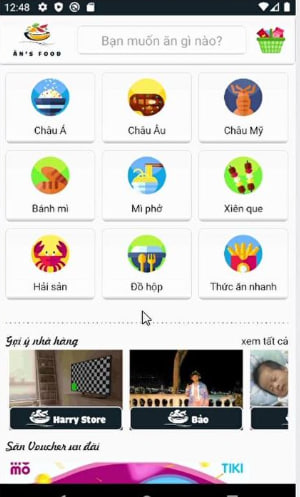 12:48
ĂN'S FOOD
Bạn muốn ăn gì nào?
Châu Á
Châu Âu
Châu Mỹ
Bánh mì
Mì phở
Xiên que
Hải sản
Đồ hộp
Thức ăn nhanh
Gợi ý nhà hàng
xem tất cả
Harry Store
Bảo
Săn Voucher ưu đãi
mo
TIKI